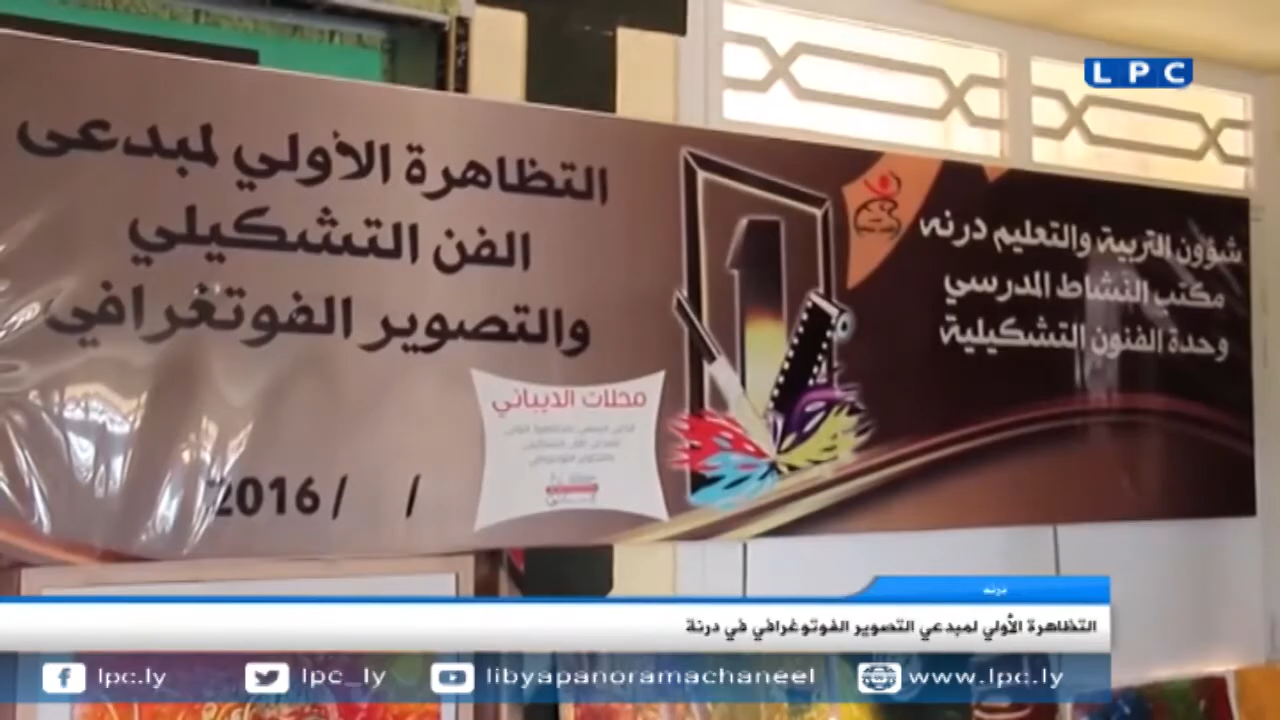 LPC
شؤون التربية والتعليم درنه
مكتب النشاط المدرسي
وحدة الفنون التشكيلية
التظاهرة الأولي لمبدعى
الفن التشكيلي
والتصوير الفوتغرافي
محلات الديباني
2016/ /
درنه
التظاهرة الأولي لمبدعي التصوير الفوتوغرافي في درنة
lpc.ly
lpc_ly
libyapanoramachaneel
www.lpc.ly